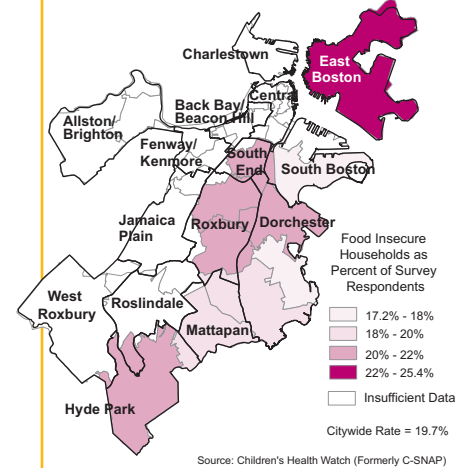 Charlestown
East
Boston
Central
Back Bay/
Beacon Hill
Allston/
Brighton
Fenway/
Kenmore
South
End
South Boston
Jamaica
Plain
Roxbury
Dorchester
Food Insecure
Households as
Percent of Survey
Respondents
West
Roxbury
Roslindale
17.2% - 18%
18% - 20%
Mattapan
20% - 22%
22% - 25.4%
Insufficient Data
Hyde Park
Citywide Rate = 19.7%
Source: Children's Health Watch (Formerly C-SNAP)